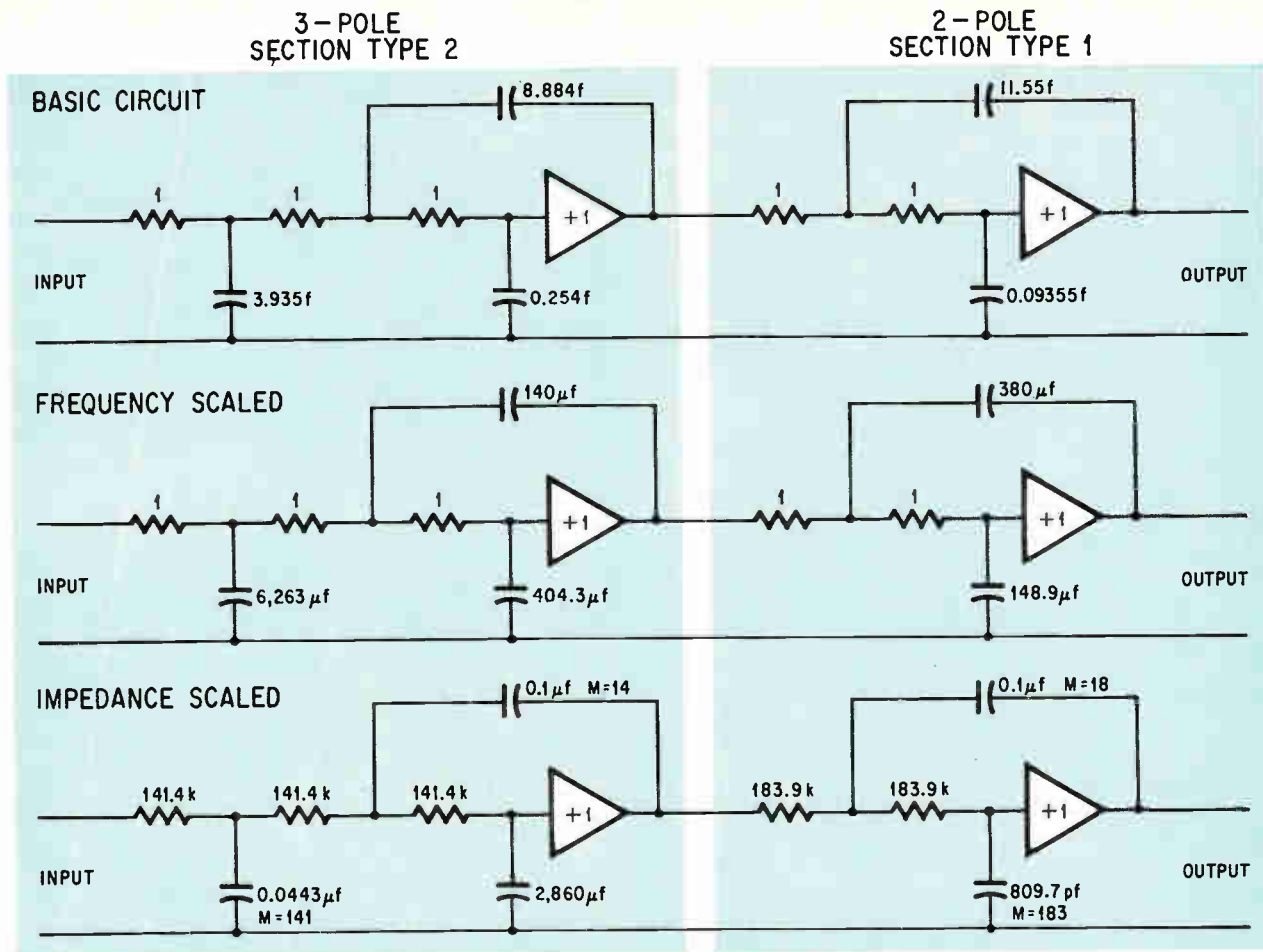 3-POLE
SECTION TYPE 2
2-POLE
SECTION TYPE 1
BASIC CIRCUIT
8.884f
11.55f
1
1
1
+1
1
1
+1
INPUT
3.935f
0.254f
0.09355f
OUTPUT
FREQUENCY SCALED
140µf
380µf
1
1
1
+1
1
1
+1
INPUT
6,263µf
404.3µf
148.9µf
OUTPUT
IMPEDANCE SCALED
0.1µf M=14
0.1µf M=18
141.4k
141.4k
141.4k
+1
183.9k
183.9k
+1
INPUT
0.0443µf
M=141
2,860µf
809.7pf
M=183
OUTPUT